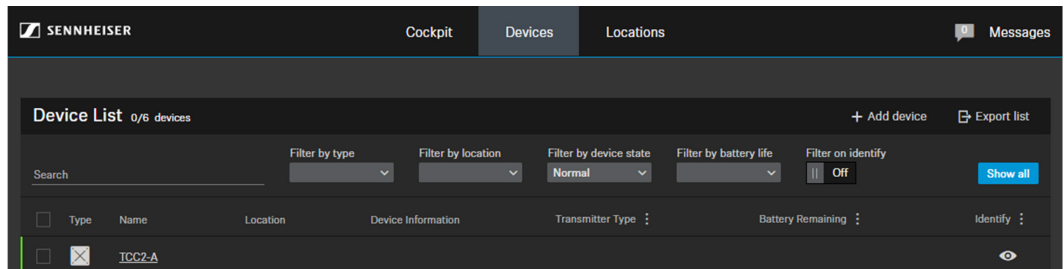 SENNHEISER Cockpit Devices Locations 0 Messages
Device List 0/6 devices + Add device Export list
Filter by type Filter by location Filter by device state Filter by battery life Filter on identify
Search Normal Off Show all
Type Name Location Device Information Transmitter Type Battery Remaining Identify
TCC2-A